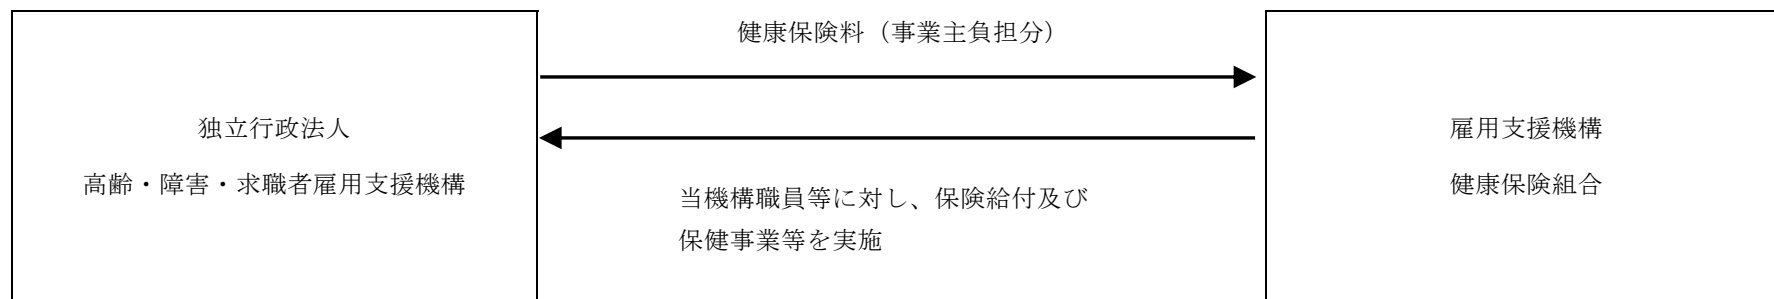 健康保険料（事業主負担分）
独立行政法人
高齢・障害・求職者雇用支援機構
当機構職員等に対し、保険給付及び
保健事業等を実施
雇用支援機構
健康保険組合